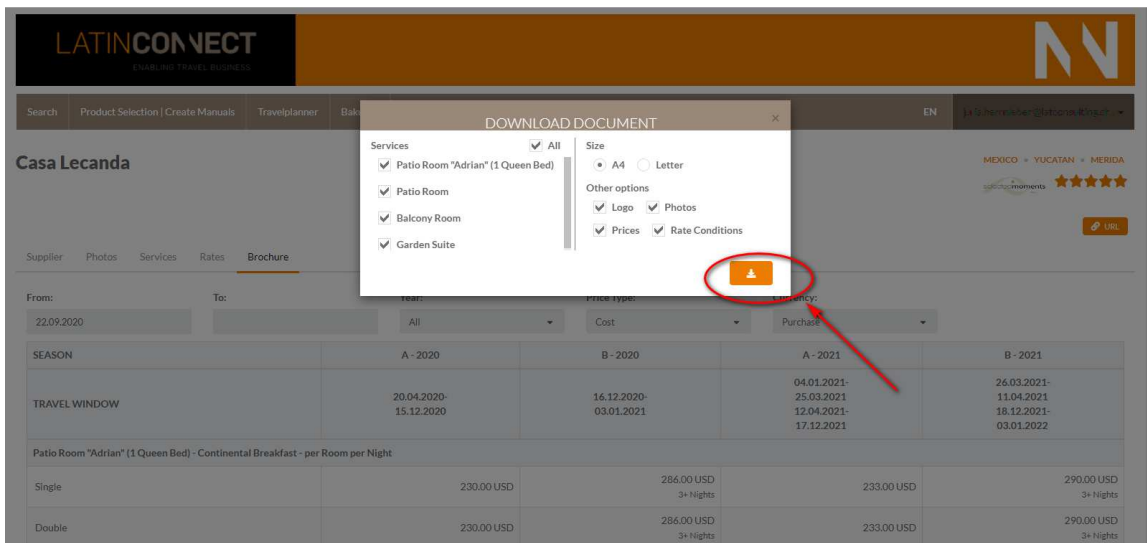 LATINCONNECT
ENABLING TRAVEL BUSINESS
Search Product Selection | Create Manuals Travelplanner EN
DOWNLOAD DOCUMENT ×
Services All Size
Patio Room "Adrian" (1 Queen Bed) A4 Letter
Patio Room Other options
Balcony Room Logo Photos
Garden Suite Prices Rate Conditions
Casa Lecanda MEXICO YUCATAN MERIDA
moments
URL
Supplier Photos Services Rates Brochure
From: To: Year: Price Type: Currency:
22.09.2020 All Cost Purchase
SEASON A - 2020 B - 2020 A - 2021 B - 2021
TRAVEL WINDOW
20.04.2020- 16.12.2020- 04.01.2021- 26.03.2021-
15.12.2020 03.01.2021 25.03.2021 11.04.2021
12.04.2021- 18.12.2021-
17.12.2021 03.01.2022
Patio Room "Adrian" (1 Queen Bed) - Continental Breakfast - per Room per Night
Single 230.00 USD 286.00 USD 233.00 USD 290.00 USD
3+ Nights 3+ Nights
Double 230.00 USD 286.00 USD 233.00 USD 290.00 USD
3+ Nights 3+ Nights